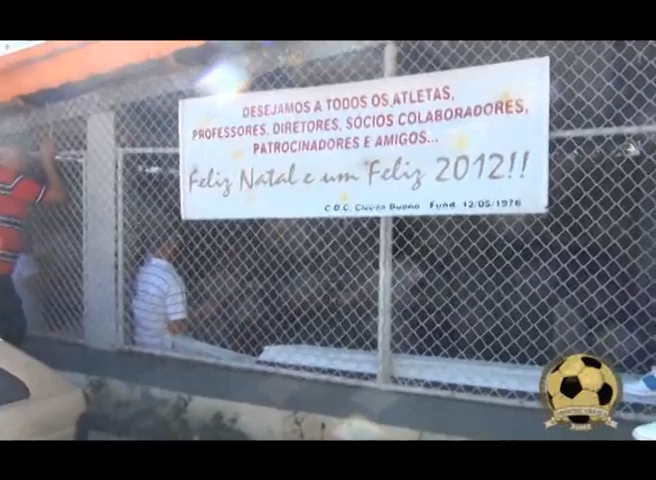 DESEJAMOS A TODOS OS ATLETAS,
PROFESSORES, DIRETORES, SÓCIOS COLABORADORES,
PATROCINADORES E AMIGOS...
Feliz Natal e um Feliz 2012!!
C.D.C. Bueno Fund. 12/05/1976